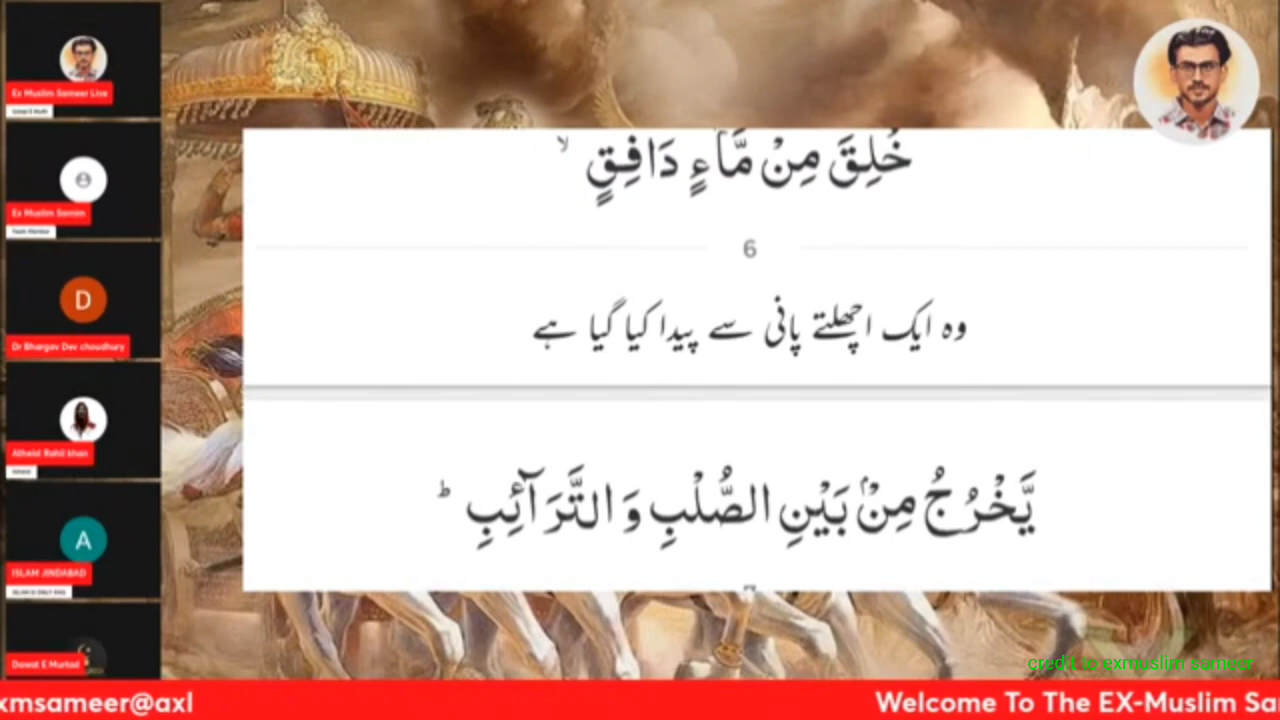 Ex Muslim Sameer Live
Ex Muslim Samim
D
Dr Bhargav Dev choudhury
Atheist Rahil khan
A
ISLAM JINDABAD
Dawat E Murtad
خُلِقَ مِنْ مَّآءٍ دَافِقٍ ۙ
6
وہ ایک اچھلتے پانی سے پیدا کیا گیا ہے
يَّخْرُجُ مِنْۢ بَيْنِ الصُّلْبِ وَ التَّرَآئِبِ ؕ
credit to exmuslim sameer
xmsameer@axl
Welcome To The EX-Muslim Sa